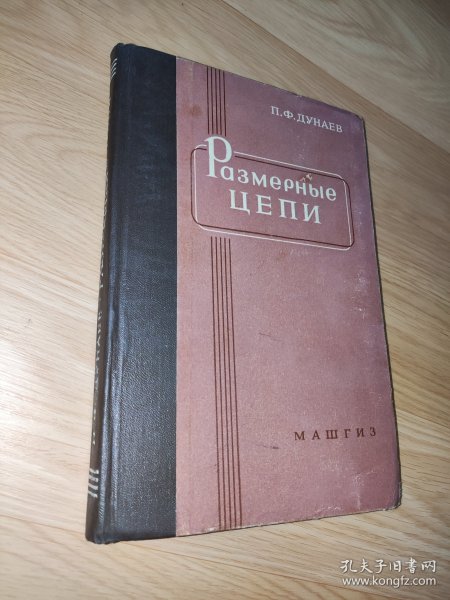 П.Ф.ДУНАЕВ
Размерные
ЦЕПИ
МАШГИЗ
孔夫子旧书网
www.kongfz.com